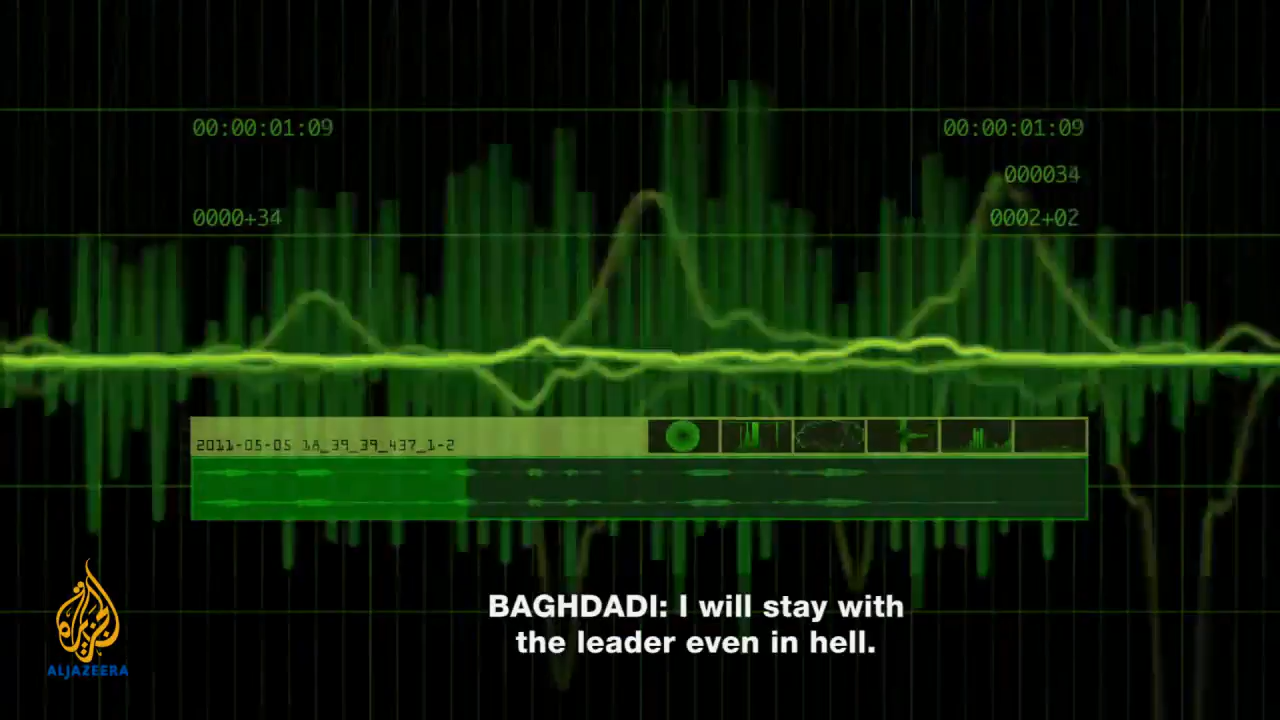 00:00:01:09
00:00:01:09
000034
0000+34
0002+02
2011-05-05 18_39_39_437_1-2
BAGHDADI: I will stay with
the leader even in hell.
الجزيرة
ALJAZEERA